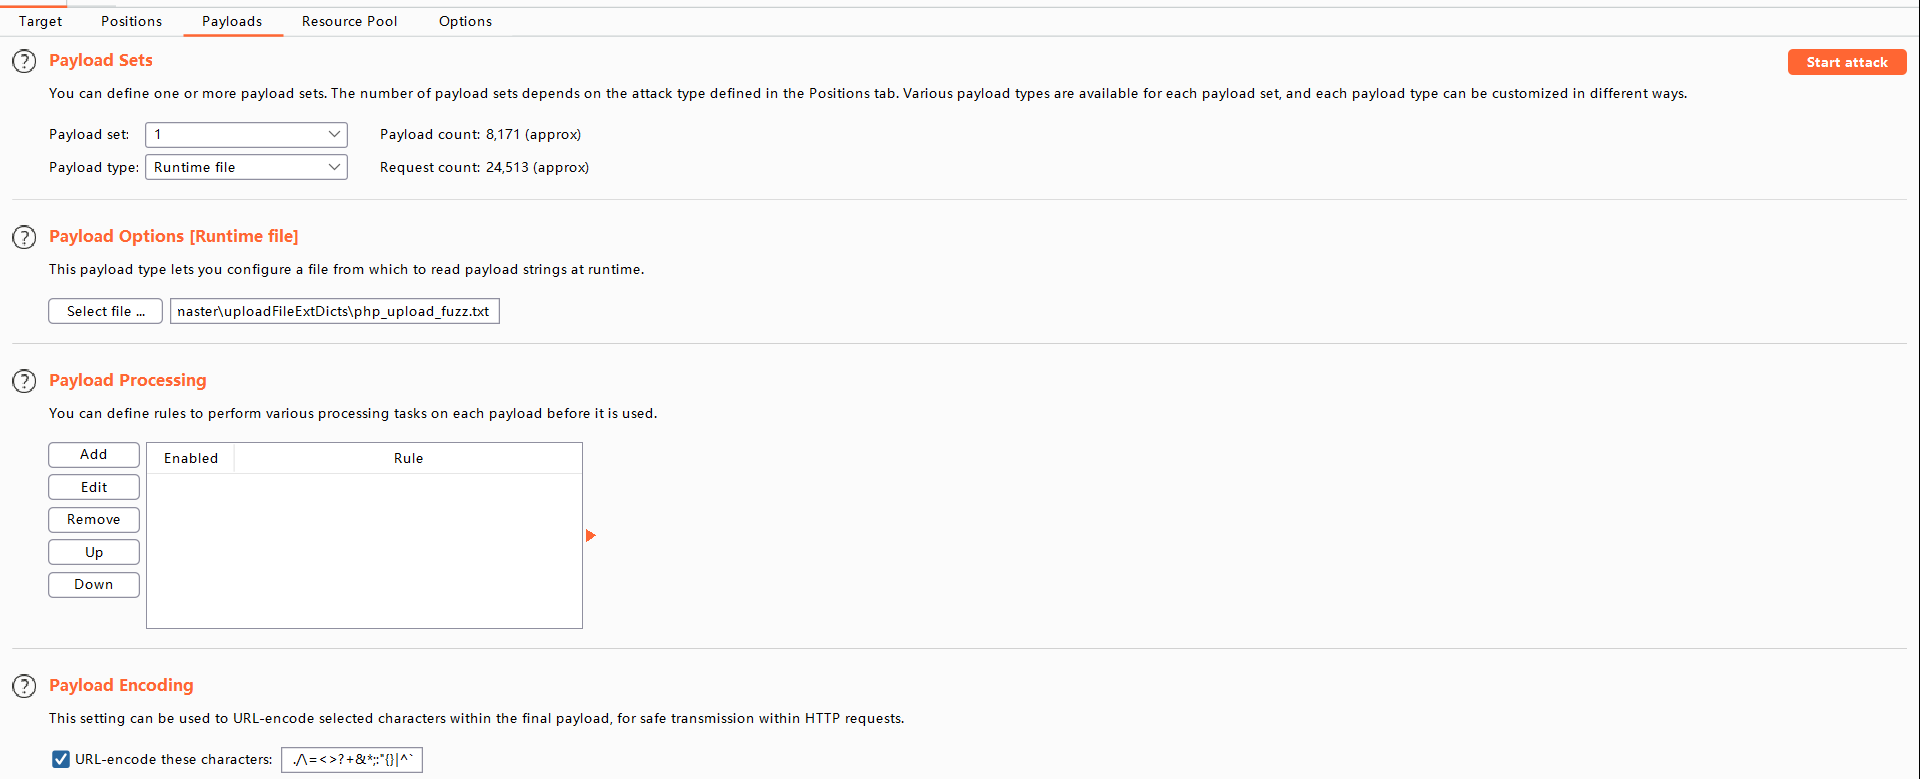 Target Positions Payloads Resource Pool Options
Payload Sets
Start attack
You can define one or more payload sets. The number of payload sets depends on the attack type defined in the Positions tab. Various payload types are available for each payload set, and each payload type can be customized in different ways.
Payload set: 1 Payload count: 8,171 (approx)
Payload type: Runtime file Request count: 24,513 (approx)
Payload Options [Runtime file]
This payload type lets you configure a file from which to read payload strings at runtime.
Select file ... naster\uploadFileExtDicts\php_upload_fuzz.txt
Payload Processing
You can define rules to perform various processing tasks on each payload before it is used.
Add
Enabled Rule
Edit
Remove
Up
Down
Payload Encoding
This setting can be used to URL-encode selected characters within the final payload, for safe transmission within HTTP requests.
URL-encode these characters: ./\=<>?+&*;:"{}|^`